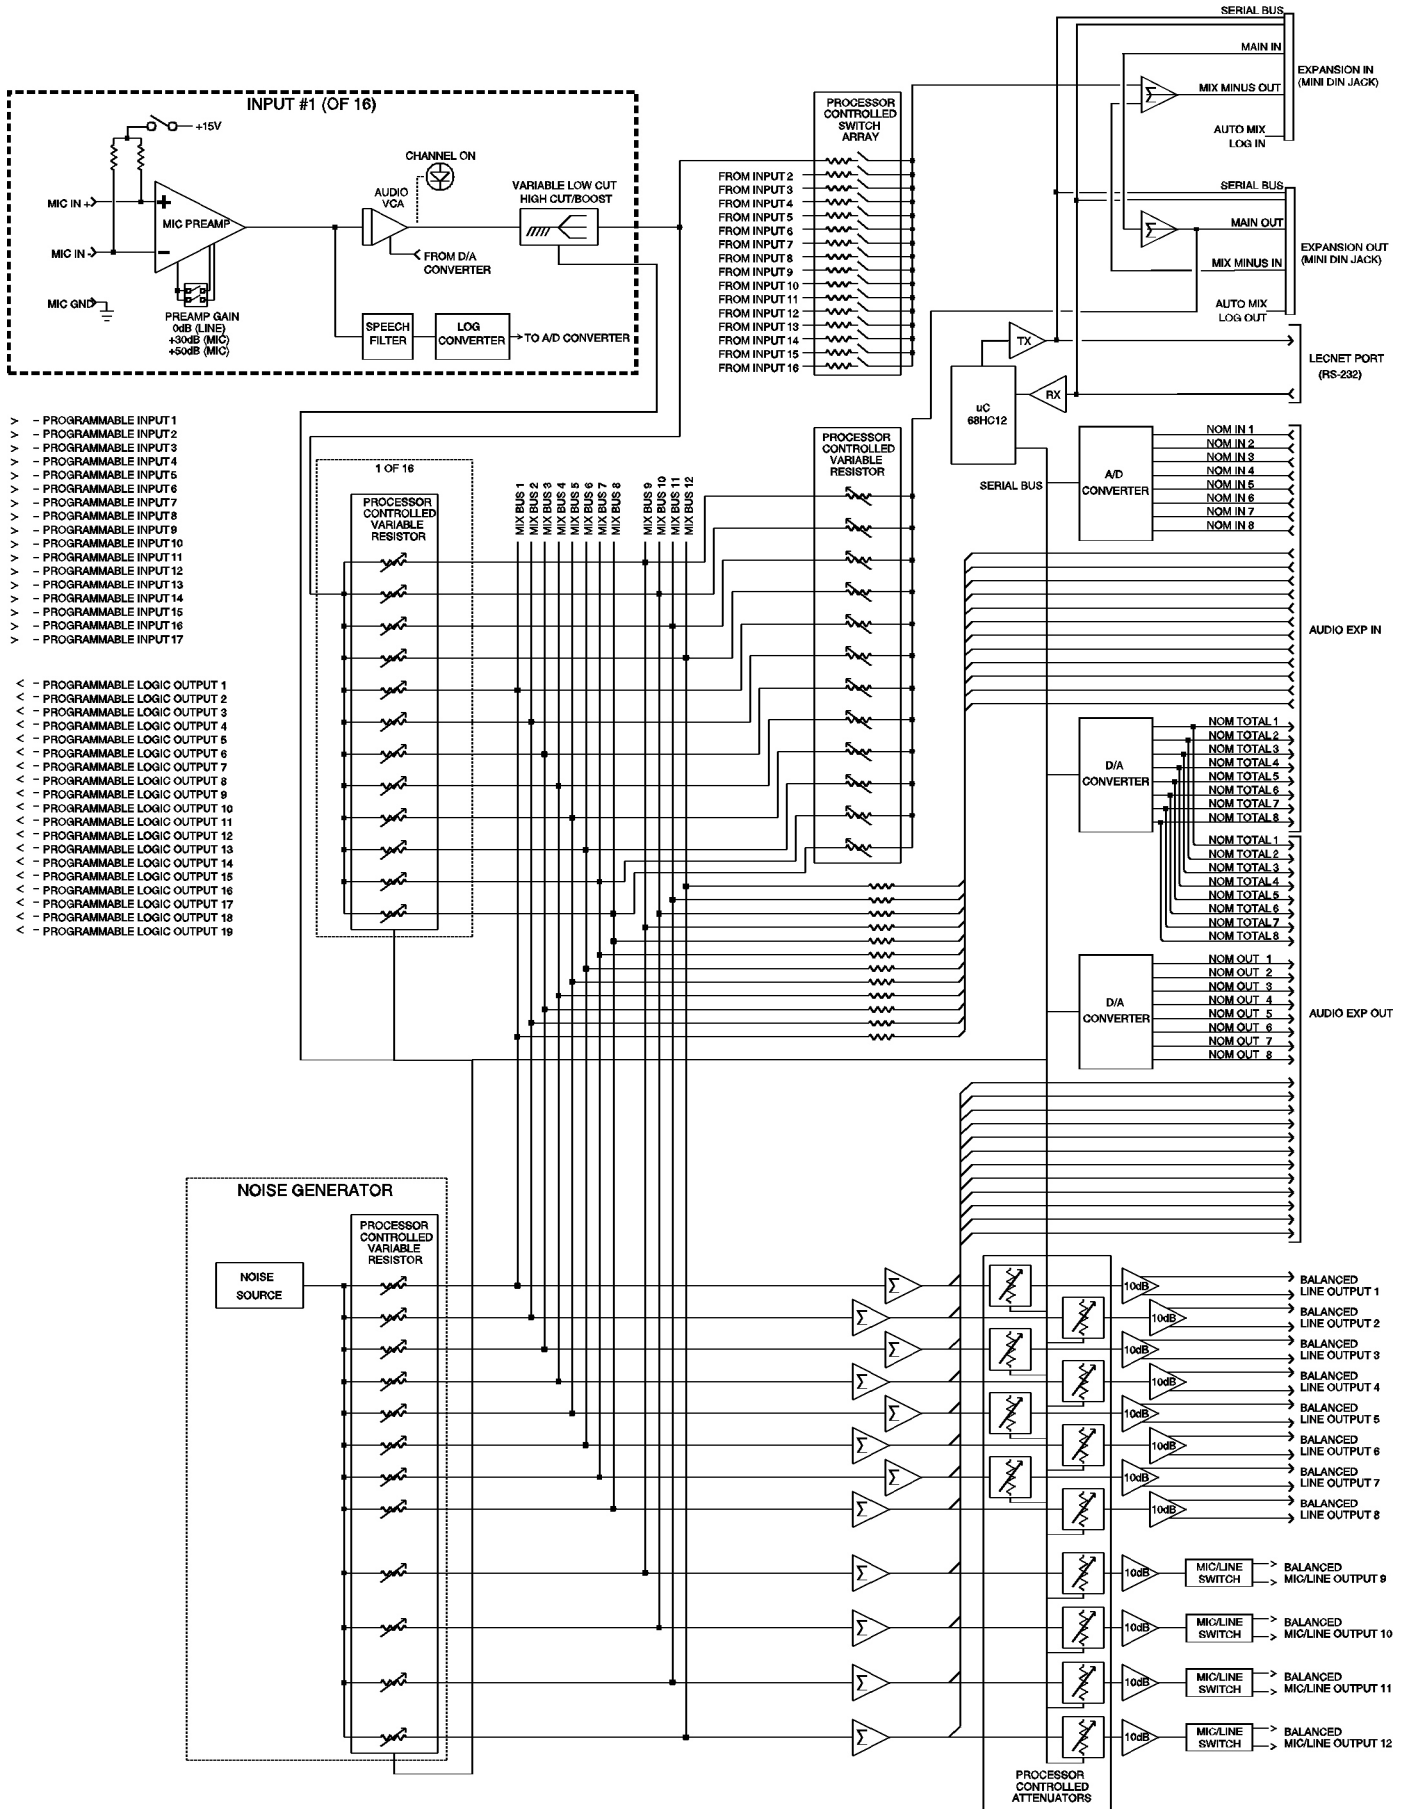 INPUT #1 (OF 16)
+15V
MIC IN +
MIC PREAMP
MIC IN -
MIC GND
PREAMP GAIN
0dB (LINE)
+30dB (MIC)
+50dB (MIC)
CHANNEL ON
AUDIO
VCA
FROM D/A
CONVERTER
VARIABLE LOW CUT
HIGH CUT/BOOST
SPEECH
FILTER
LOG
CONVERTER
TO A/D CONVERTER
PROCESSOR
CONTROLLED
SWITCH
ARRAY
FROM INPUT 2
FROM INPUT 3
FROM INPUT 4
FROM INPUT 5
FROM INPUT 6
FROM INPUT 7
FROM INPUT 8
FROM INPUT 9
FROM INPUT 10
FROM INPUT 11
FROM INPUT 12
FROM INPUT 13
FROM INPUT 14
FROM INPUT 15
FROM INPUT 16
SERIAL BUS
MAIN IN
MIX MINUS OUT
AUTO MIX
LOG IN
EXPANSION IN
(MINI DIN JACK)
Σ
SERIAL BUS
MAIN OUT
MIX MINUS IN
AUTO MIX
LOG OUT
EXPANSION OUT
(MINI DIN JACK)
Σ
TX
RX
uC
68HC12
LECNET PORT
(RS-232)
SERIAL BUS
A/D
CONVERTER
NOM IN 1
NOM IN 2
NOM IN 3
NOM IN 4
NOM IN 5
NOM IN 6
NOM IN 7
NOM IN 8
AUDIO EXP IN
- PROGRAMMABLE INPUT 1
- PROGRAMMABLE INPUT 2
- PROGRAMMABLE INPUT 3
- PROGRAMMABLE INPUT 4
- PROGRAMMABLE INPUT 5
- PROGRAMMABLE INPUT 6
- PROGRAMMABLE INPUT 7
- PROGRAMMABLE INPUT 8
- PROGRAMMABLE INPUT 9
- PROGRAMMABLE INPUT 10
- PROGRAMMABLE INPUT 11
- PROGRAMMABLE INPUT 12
- PROGRAMMABLE INPUT 13
- PROGRAMMABLE INPUT 14
- PROGRAMMABLE INPUT 15
- PROGRAMMABLE INPUT 16
- PROGRAMMABLE INPUT 17
- PROGRAMMABLE LOGIC OUTPUT 1
- PROGRAMMABLE LOGIC OUTPUT 2
- PROGRAMMABLE LOGIC OUTPUT 3
- PROGRAMMABLE LOGIC OUTPUT 4
- PROGRAMMABLE LOGIC OUTPUT 5
- PROGRAMMABLE LOGIC OUTPUT 6
- PROGRAMMABLE LOGIC OUTPUT 7
- PROGRAMMABLE LOGIC OUTPUT 8
- PROGRAMMABLE LOGIC OUTPUT 9
- PROGRAMMABLE LOGIC OUTPUT 10
- PROGRAMMABLE LOGIC OUTPUT 11
- PROGRAMMABLE LOGIC OUTPUT 12
- PROGRAMMABLE LOGIC OUTPUT 13
- PROGRAMMABLE LOGIC OUTPUT 14
- PROGRAMMABLE LOGIC OUTPUT 15
- PROGRAMMABLE LOGIC OUTPUT 16
- PROGRAMMABLE LOGIC OUTPUT 17
- PROGRAMMABLE LOGIC OUTPUT 18
- PROGRAMMABLE LOGIC OUTPUT 19
1 OF 16
PROCESSOR
CONTROLLED
VARIABLE
RESISTOR
MIX BUS 1
MIX BUS 2
MIX BUS 3
MIX BUS 4
MIX BUS 5
MIX BUS 6
MIX BUS 7
MIX BUS 8
MIX BUS 9
MIX BUS 10
MIX BUS 11
MIX BUS 12
PROCESSOR
CONTROLLED
VARIABLE
RESISTOR
D/A
CONVERTER
NOM TOTAL 1
NOM TOTAL 2
NOM TOTAL 3
NOM TOTAL 4
NOM TOTAL 5
NOM TOTAL 6
NOM TOTAL 7
NOM TOTAL 8
NOM TOTAL 1
NOM TOTAL 2
NOM TOTAL 3
NOM TOTAL 4
NOM TOTAL 5
NOM TOTAL 6
NOM TOTAL 7
NOM TOTAL 8
D/A
CONVERTER
NOM OUT 1
NOM OUT 2
NOM OUT 3
NOM OUT 4
NOM OUT 5
NOM OUT 6
NOM OUT 7
NOM OUT 8
AUDIO EXP OUT
NOISE GENERATOR
NOISE
SOURCE
PROCESSOR
CONTROLLED
VARIABLE
RESISTOR
Σ
10dB
BALANCED
LINE OUTPUT 1
Σ
10dB
BALANCED
LINE OUTPUT 2
Σ
10dB
BALANCED
LINE OUTPUT 3
Σ
10dB
BALANCED
LINE OUTPUT 4
Σ
10dB
BALANCED
LINE OUTPUT 5
Σ
10dB
BALANCED
LINE OUTPUT 6
Σ
10dB
BALANCED
LINE OUTPUT 7
Σ
10dB
BALANCED
LINE OUTPUT 8
Σ
10dB
MIC/LINE
SWITCH
BALANCED
MIC/LINE OUTPUT 9
Σ
10dB
MIC/LINE
SWITCH
BALANCED
MIC/LINE OUTPUT 10
Σ
10dB
MIC/LINE
SWITCH
BALANCED
MIC/LINE OUTPUT 11
Σ
10dB
MIC/LINE
SWITCH
BALANCED
MIC/LINE OUTPUT 12
PROCESSOR
CONTROLLED
ATTENUATORS